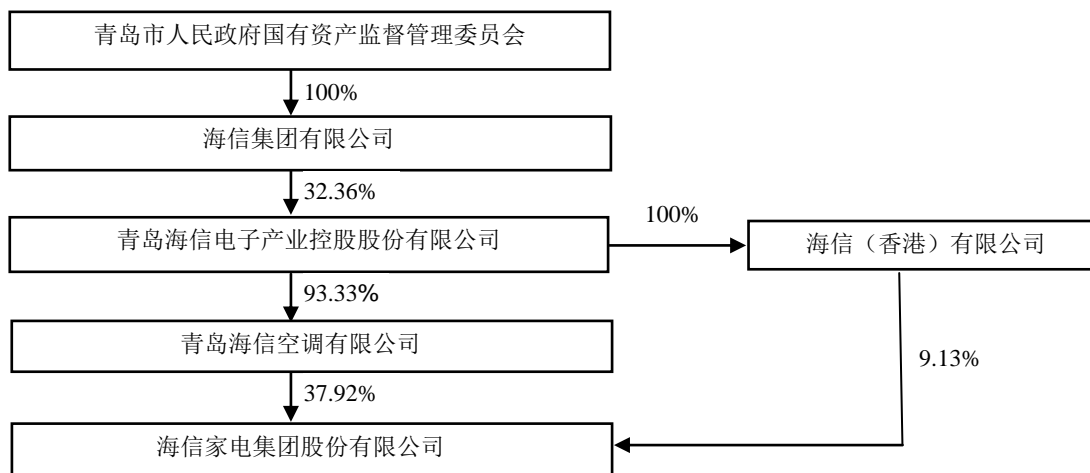 青岛市人民政府国有资产监督管理委员会
100%
海信集团有限公司
32.36%
青岛海信电子产业控股股份有限公司
100%
海信（香港）有限公司
93.33%
青岛海信空调有限公司
9.13%
37.92%
海信家电集团股份有限公司